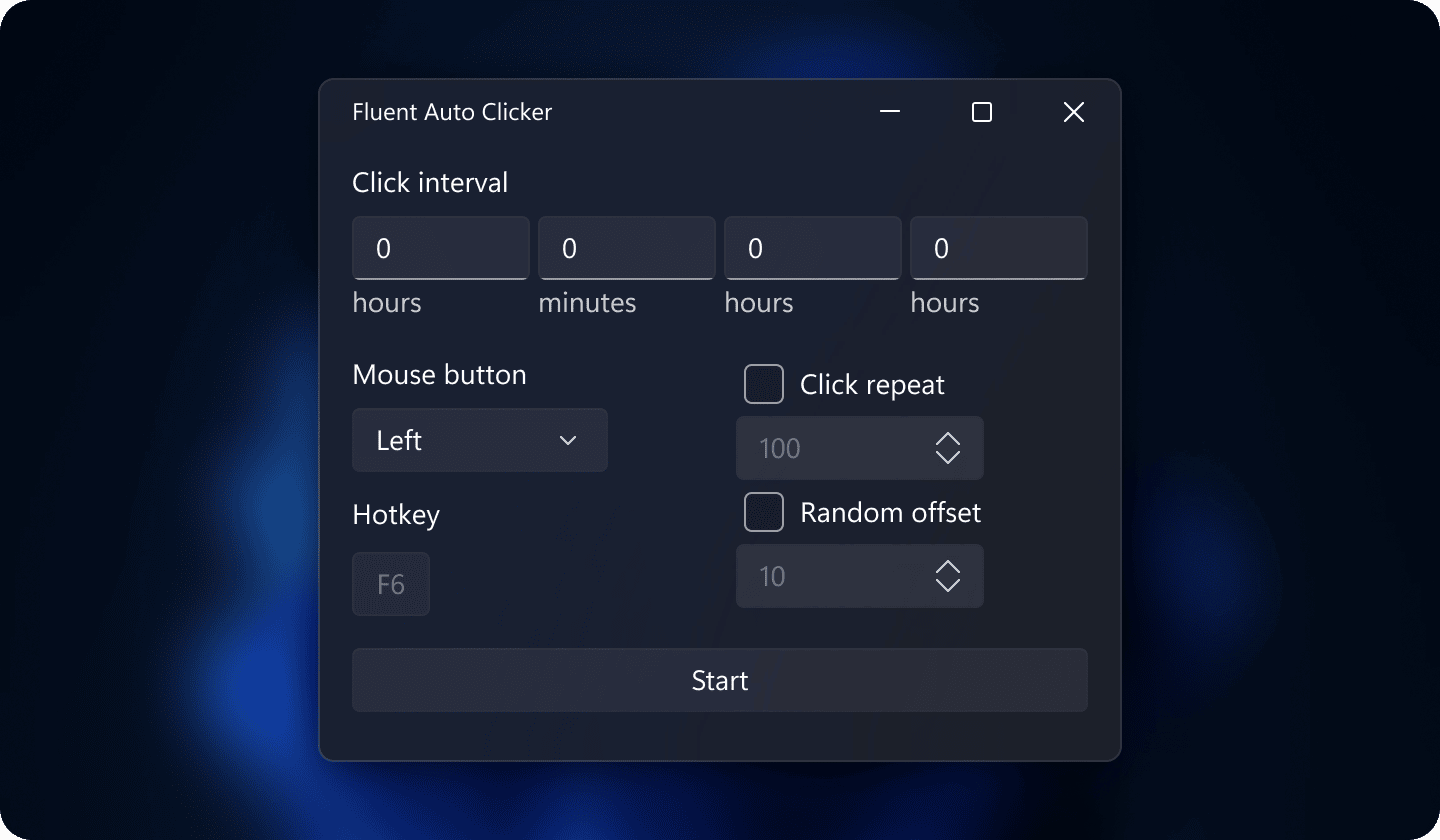 Fluent Auto Clicker
Click interval
0 0 0 0
hours minutes hours hours
Mouse button
Left
Hotkey
F6
Click repeat
100
Random offset
10
Start